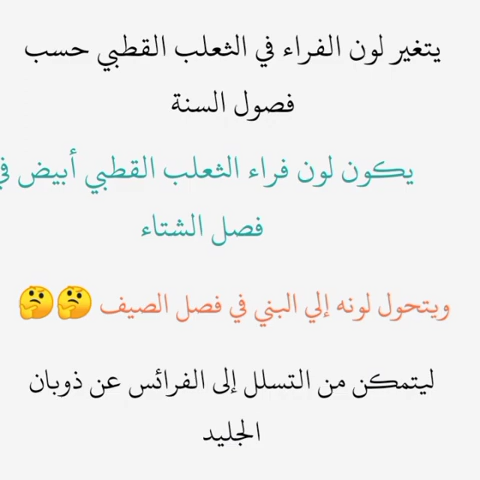 يتغير لون الفراء في الثعلب القطبي حسب
فصول السنة
يكون لون فراء الثعلب القطبي أبيض في
فصل الشتاء
ويتحول لونه إلي البني في فصل الصيف 🤔🤔
ليتمكن من التسلل إلى الفرائس عن ذوبان
الجليد